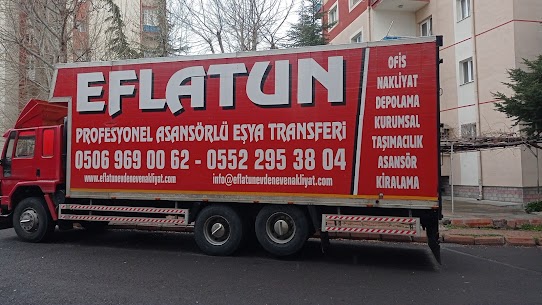 EFLATUN
PROFESYONEL ASANSÖRLÜ EŞYA TRANSFERİ
0506 969 00 62 - 0552 295 38 04
www.eflatunevdenevenakliyat.com info@eflatunevdenevenakliyat.com
OFİS
NAKLİYAT
DEPOLAMA
KURUMSAL
TAŞIMACILIK
ASANSÖR
KİRALAMA